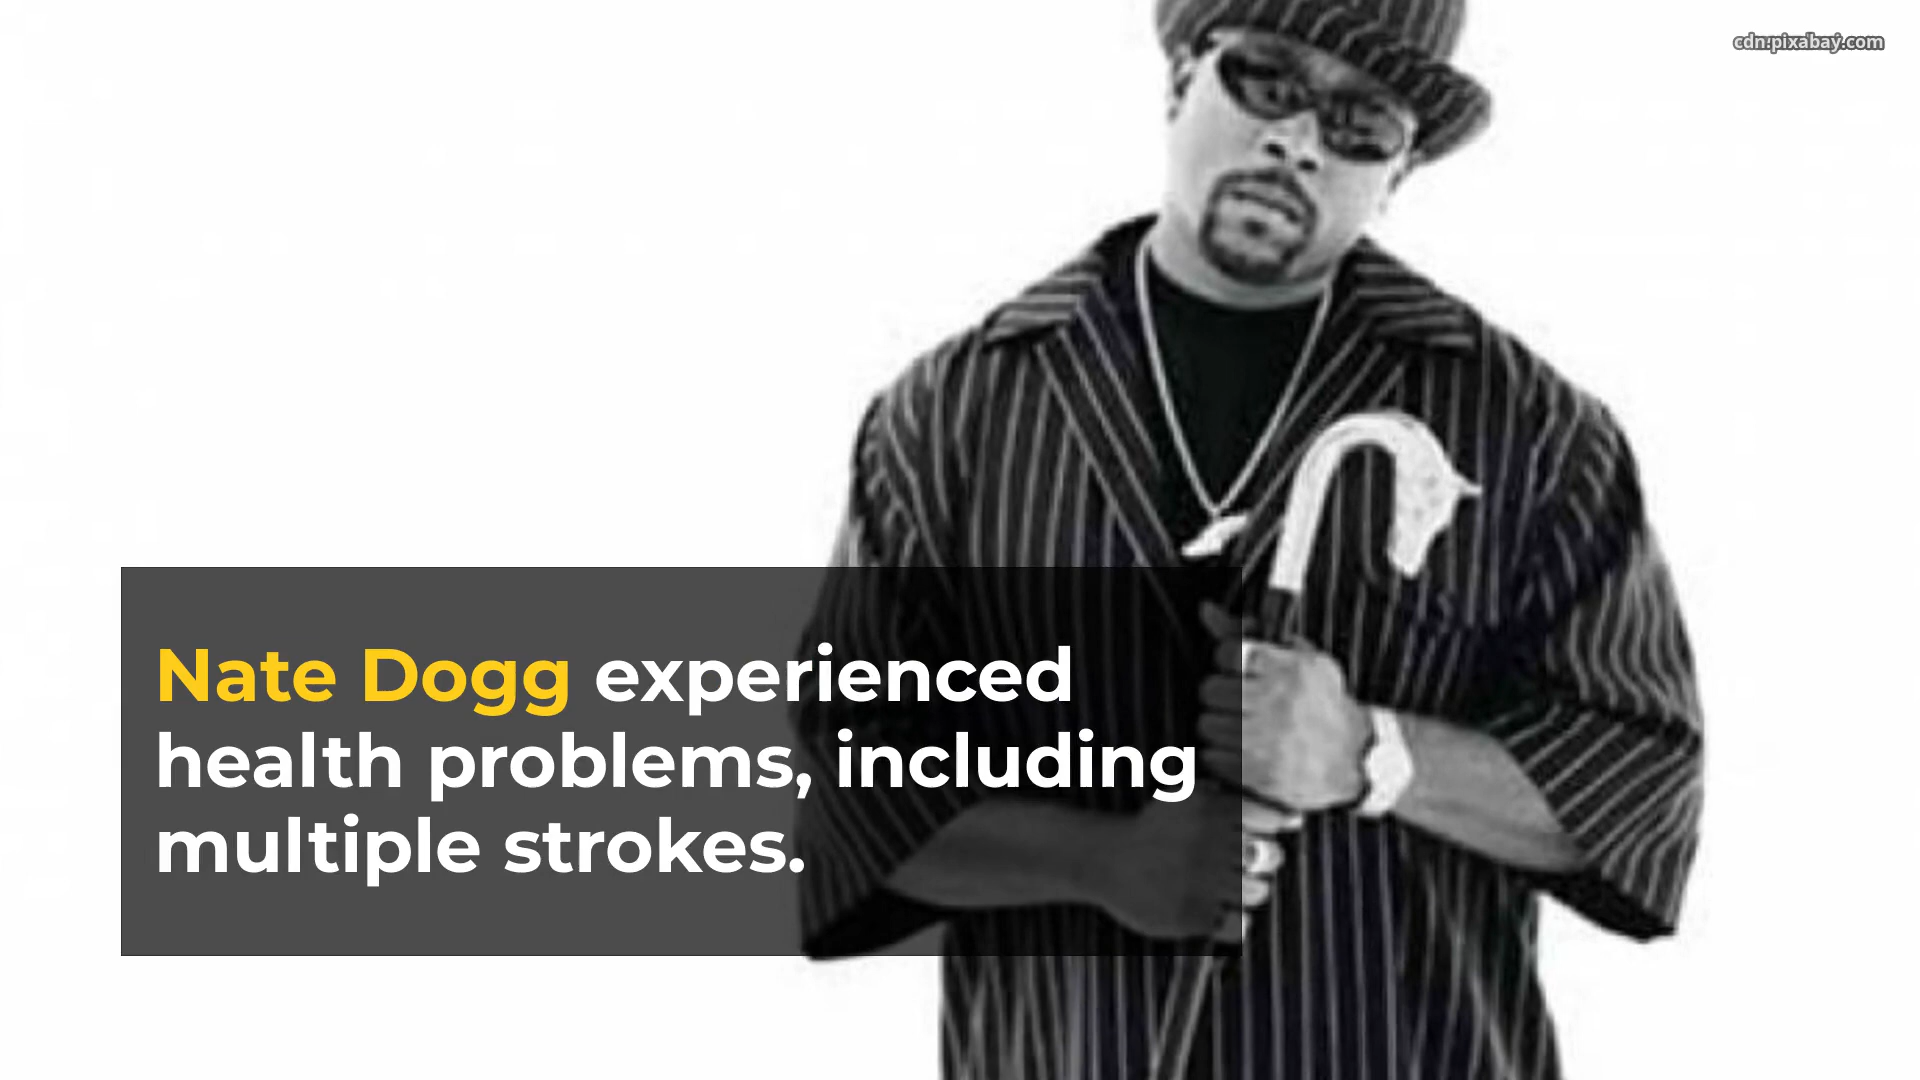 cdn.pixabay.com
Nate Dogg experienced
health problems, including
multiple strokes.